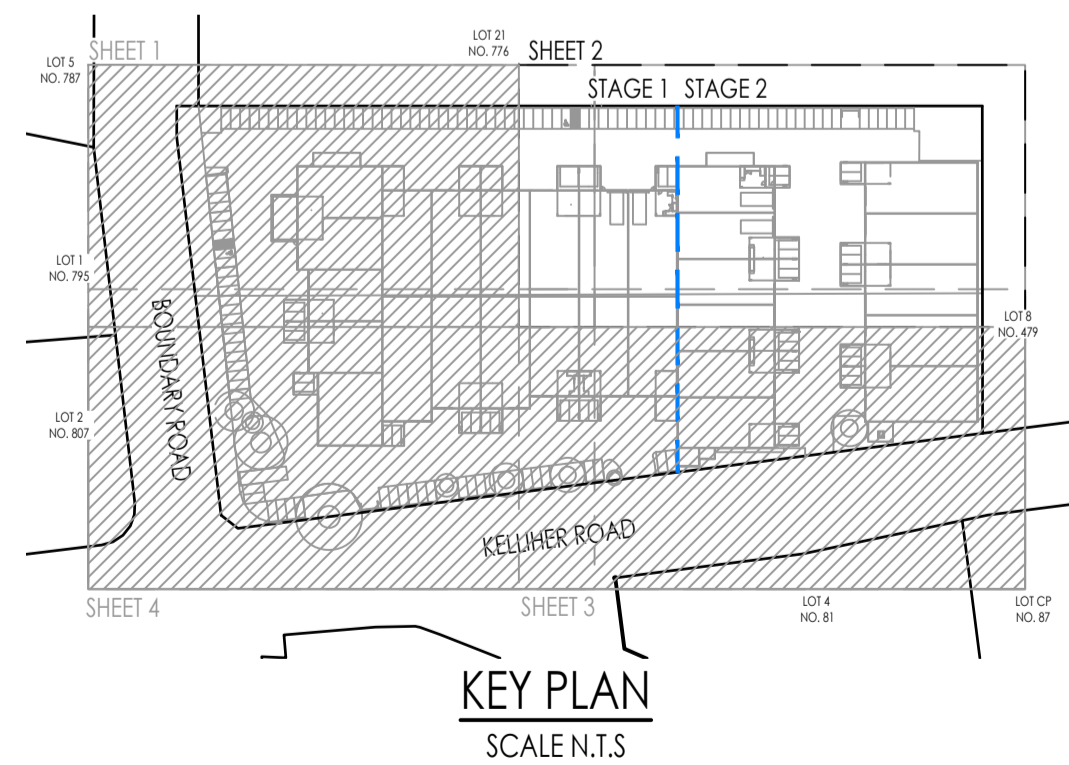 LOT 21
NO. 776
SHEET 1
SHEET 2
LOT 5
NO. 787
STAGE 1
STAGE 2
LOT 1
NO. 795
BOUNDARY ROAD
LOT 8
NO. 479
LOT 2
NO. 807
KELLIHER ROAD
SHEET 4
SHEET 3
LOT 4
NO. 81
LOT CP
NO. 87
KEY PLAN
SCALE N.T.S